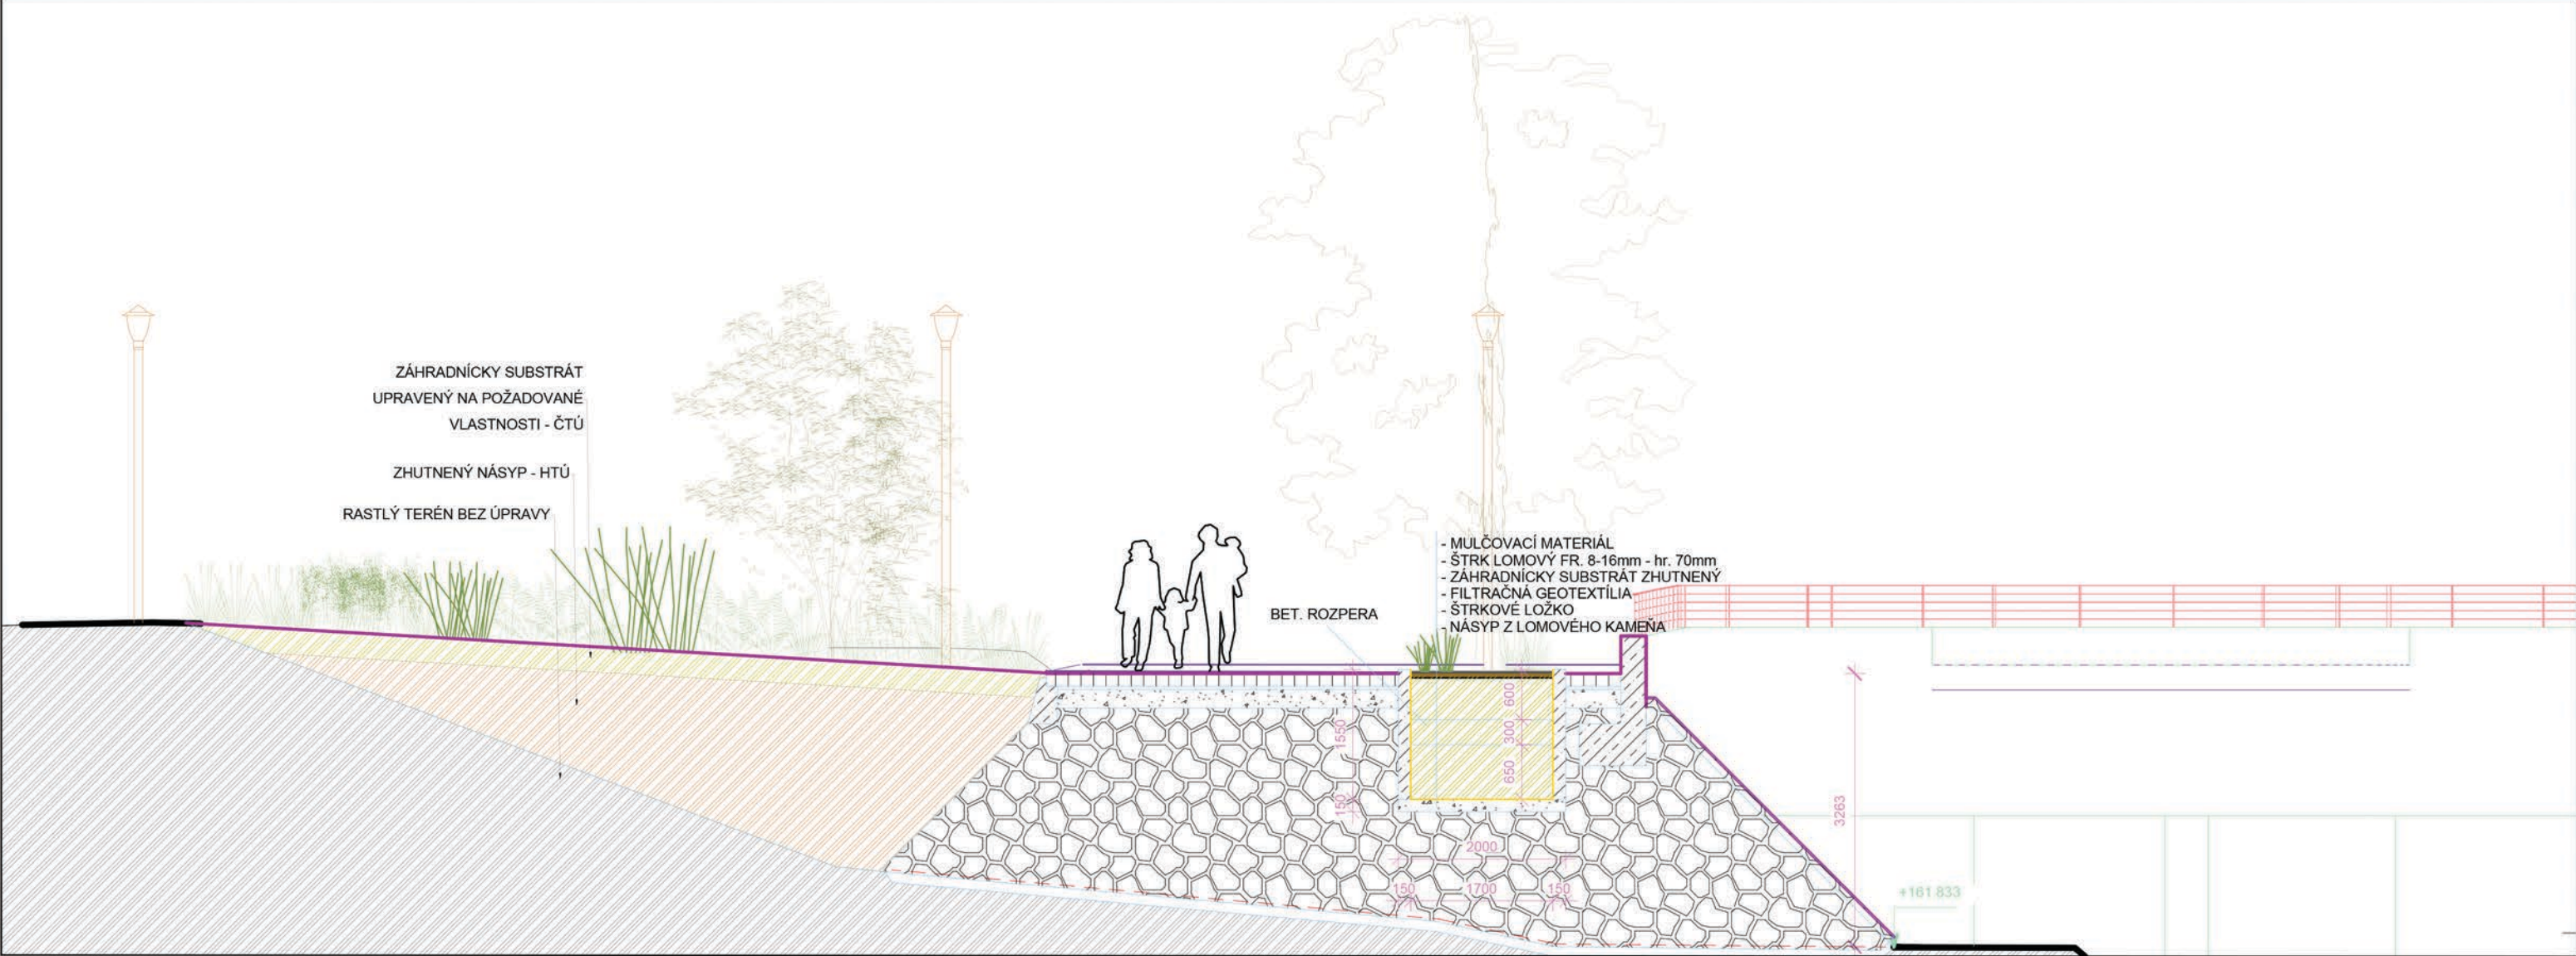 ZÁHRADNÍCKY SUBSTRÁT
UPRAVENÝ NA POŽADOVANÉ
VLASTNOSTI - ČTÚ
ZHUTNENÝ NÁSYP - HTÚ
RASTLÝ TERÉN BEZ ÚPRAVY
BET. ROZPERA
- MULČOVACÍ MATERIÁL
- ŠTRK LOMOVÝ FR. 8-16mm - hr. 70mm
- ZÁHRADNÍCKY SUBSTRÁT ZHUTNENÝ
- FILTRAČNÁ GEOTEXTÍLIA
- ŠTRKOVÉ LOŽKO
- NÁSYP Z LOMOVÉHO KAMEŇA
600
300
650
1550
150
2000
150 1700 150
3263
+161 833